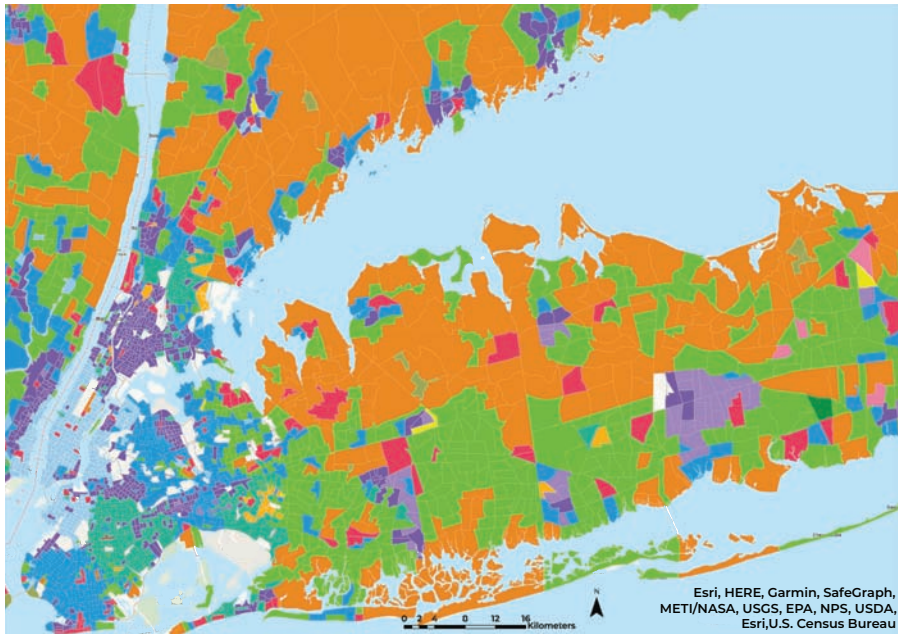 N
0 2 4 8 12 16
Kilometers
Esri, HERE, Garmin, SafeGraph,
METI/NASA, USGS, EPA, NPS, USDA,
Esri,U.S. Census Bureau